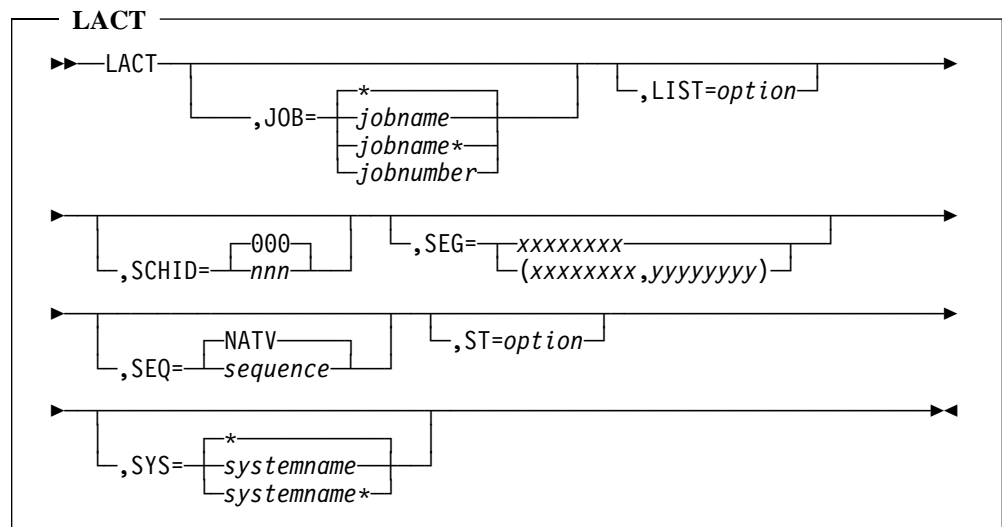 LACT
LACT
,JOB=
*
jobname
jobname*
jobnumber
,LIST=option
,SCHID=
000
nnn
,SEG=
xxxxxxxx
(xxxxxxxx,yyyyyyyy)
,SEQ=
NATV
sequence
,ST=option
,SYS=
*
systemname
systemname*